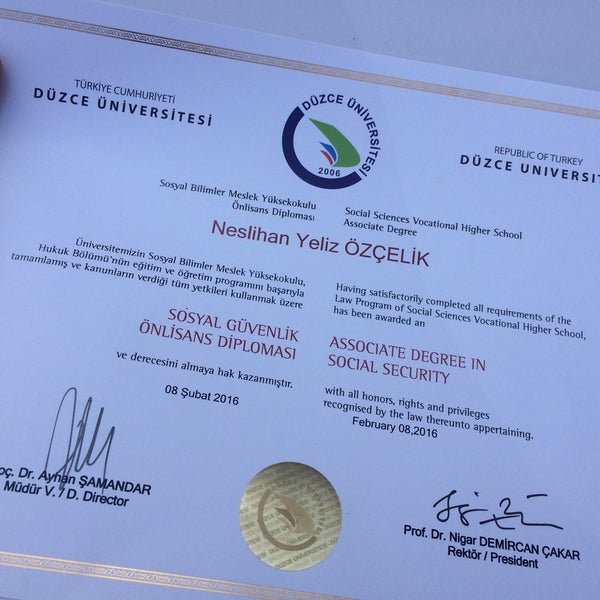 TÜRKİYE CUMHURİYETİ
DÜZCE ÜNİVERSİTESİ
DÜZCE ÜNİVERSİTESİ
2006
REPUBLIC OF TURKEY
DÜZCE UNIVERSIT
Sosyal Bilimler Meslek Yüksekokulu
Önlisans Diploması
Social Sciences Vocational Higher School
Associate Degree
Neslihan Yeliz ÖZÇELİK
Üniversitemizin Sosyal Bilimler Meslek Yüksekokulu,
Hukuk Bölümü'nün eğitim ve öğretim programını başarıyla
tamamlamış ve kanunların verdiği tüm yetkileri kullanmak üzere
SOSYAL GÜVENLİK
ÖNLİSANS DİPLOMASI
ve derecesini almaya hak kazanmıştır.
08 Şubat 2016
Having satisfactorily completed all requirements of the
Law Program of Social Sciences Vocational Higher School,
has been awarded an
ASSOCIATE DEGREE IN
SOCIAL SECURITY
with all honors, rights and privileges
recognised by the law thereunto appertaining.
February 08,2016
oç. Dr. Ayhan ŞAMANDAR
Müdür V. / D. Director
Prof. Dr. Nigar DEMİRCAN ÇAKAR
Rektör / President